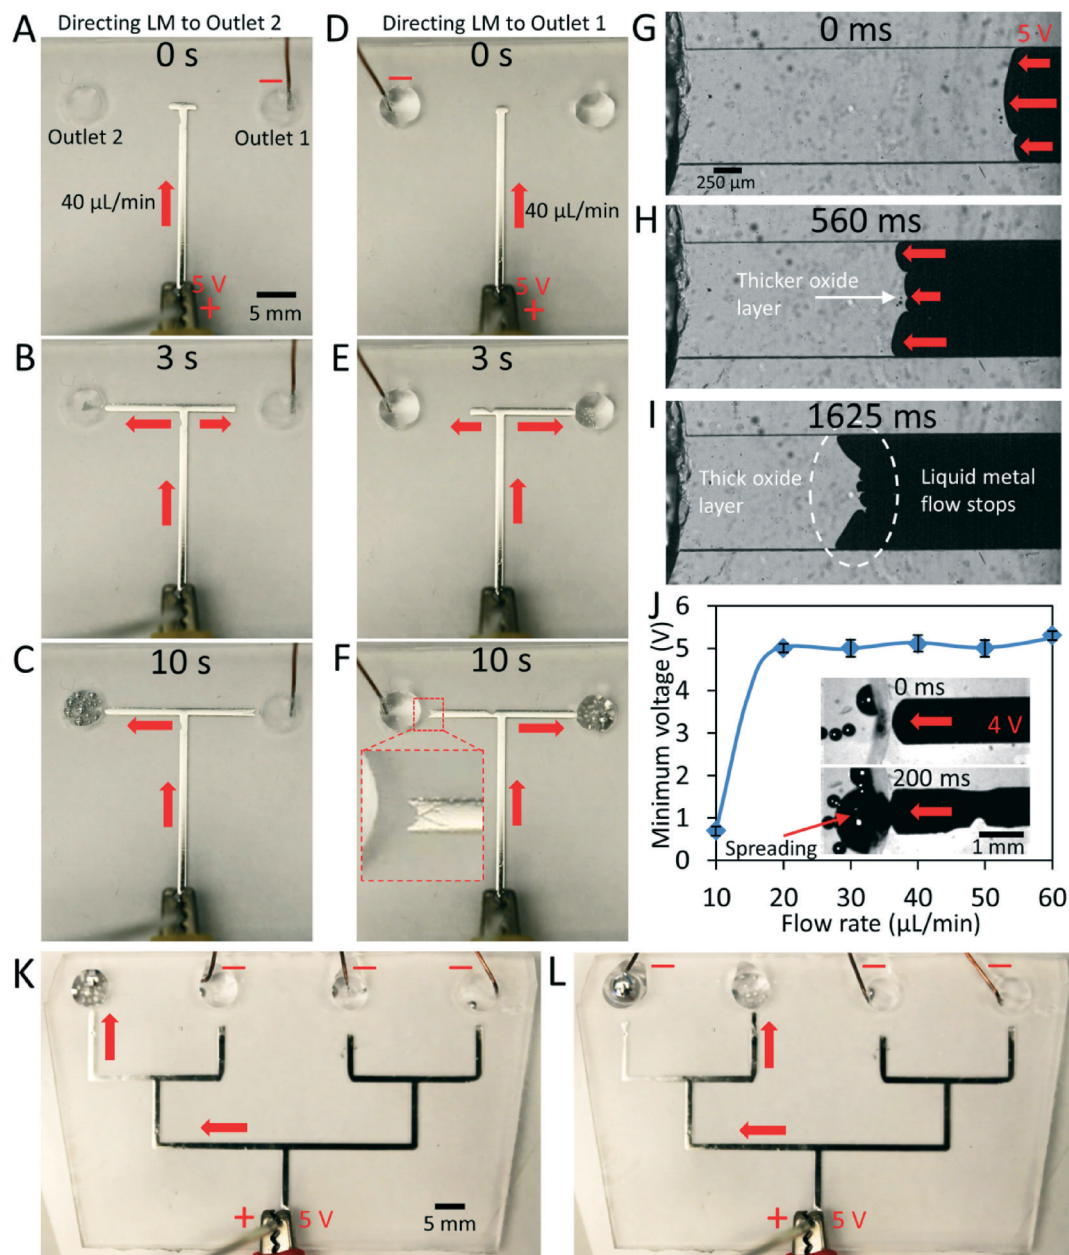 A
Directing LM to Outlet 2
0 s
−
Outlet 2
Outlet 1
40 µL/min
5 V
+
5 mm
B
3 s
C
10 s
D
Directing LM to Outlet 1
0 s
−
40 µL/min
5 V
+
E
3 s
F
10 s
G
0 ms
5 V
250 µm
H
560 ms
Thicker oxide
layer
I
1625 ms
Thick oxide
layer
Liquid metal
flow stops
J
Minimum voltage (V)
6
5
4
3
2
1
0
10
20
30
40
50
60
Flow rate (µL/min)
0 ms
4 V
200 ms
Spreading
1 mm
K
−
−
−
+
5 V
5 mm
L
−
−
−
+
5 V